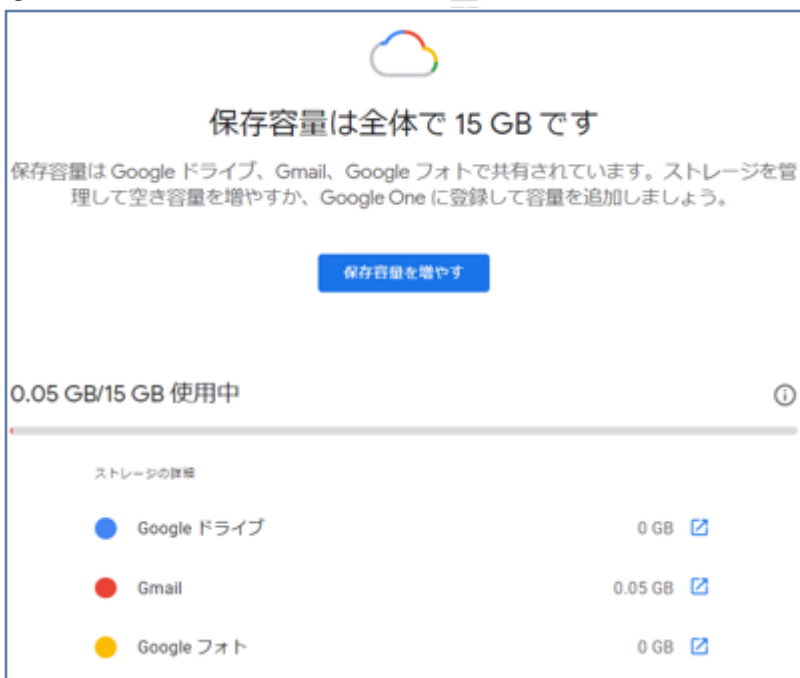 保存容量は全体で 15 GB です
保存容量は Google ドライブ、Gmail、Google フォトで共有されています。ストレージを管
理して空き容量を増やすか、Google One に登録して容量を追加しましょう。
保存容量を増やす
0.05 GB/15 GB 使用中
ストレージの詳細
Google ドライブ 0 GB
Gmail 0.05 GB
Google フォト 0 GB